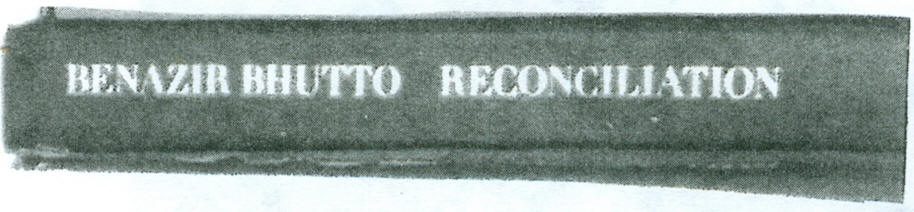 BENAZIR BHUTTO RECONCILIATION